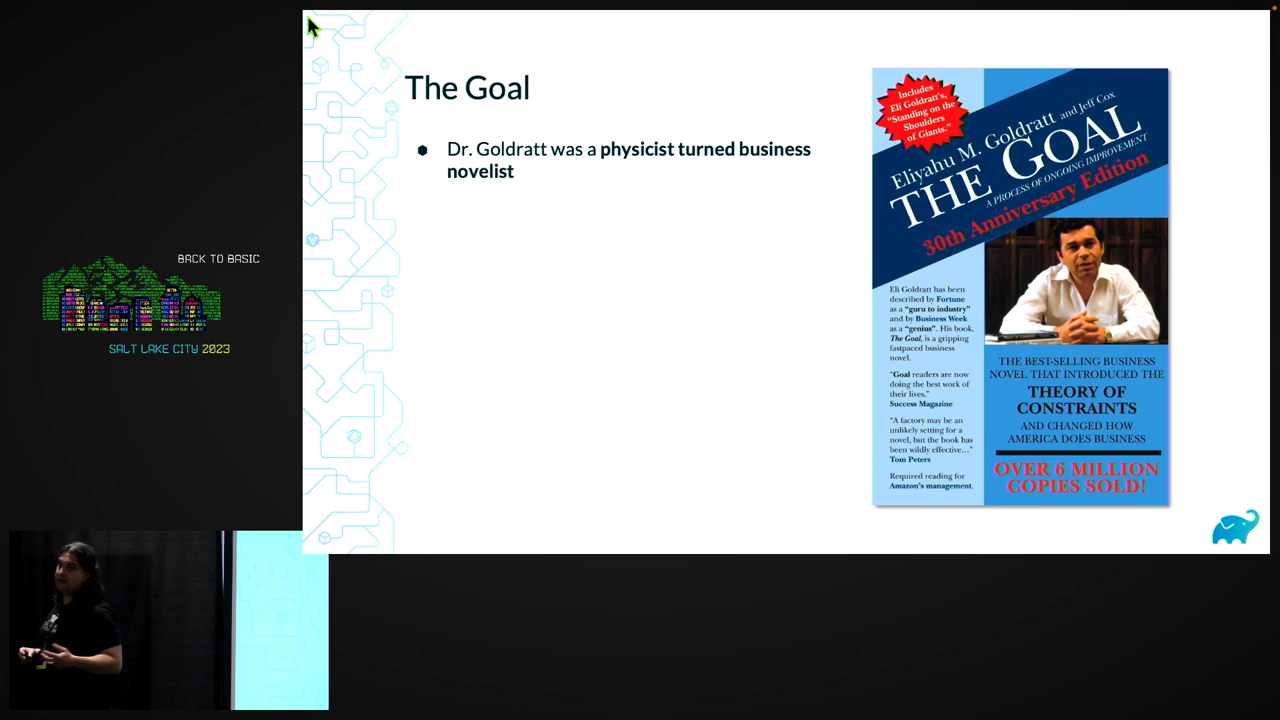 The Goal
Dr. Goldratt was a physicist turned business
novelist
Includes
Eli Goldratt's,
"Standing on the
Shoulders
of Giants."
Eliyahu M. Goldratt and Jeff Cox
THE GOAL
A PROCESS OF ONGOING IMPROVEMENT
30th Anniversary Edition
Eli Goldratt has been
described by Fortune
as a "guru to industry"
and by Business Week
as a "genius". His book,
The Goal, is a gripping
fastpaced business
novel.
"Goal readers are now
doing the best work of
their lives."
Success Magazine
"A factory may be an
unlikely setting for a
novel, but the book has
been wildly effective..."
Tom Peters
Required reading for
Amazon's management.
THE BEST-SELLING BUSINESS
NOVEL THAT INTRODUCED THE
THEORY OF
CONSTRAINTS
AND CHANGED HOW
AMERICA DOES BUSINESS
OVER 6 MILLION
COPIES SOLD!
BACK TO BASIC
SALT LAKE CITY 2023